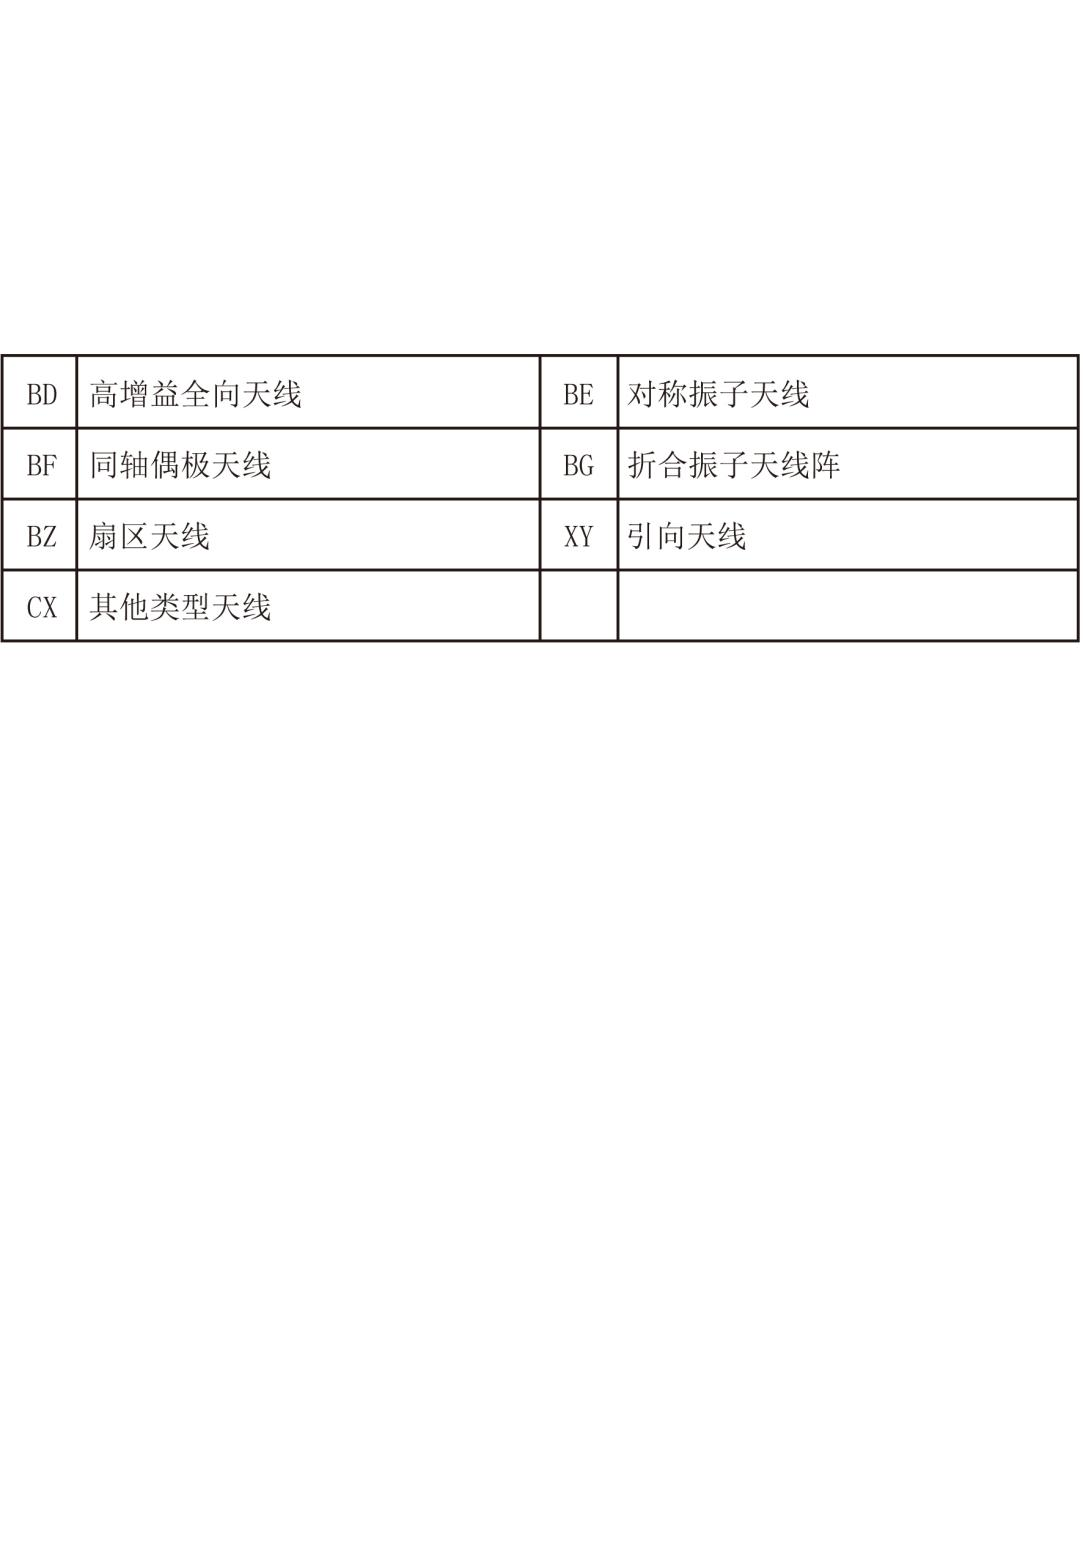 BD 高增益全向天线 BE 对称振子天线
BF 同轴偶极天线 BG 折合振子天线阵
BZ 扇区天线 XY 引向天线
CX 其他类型天线